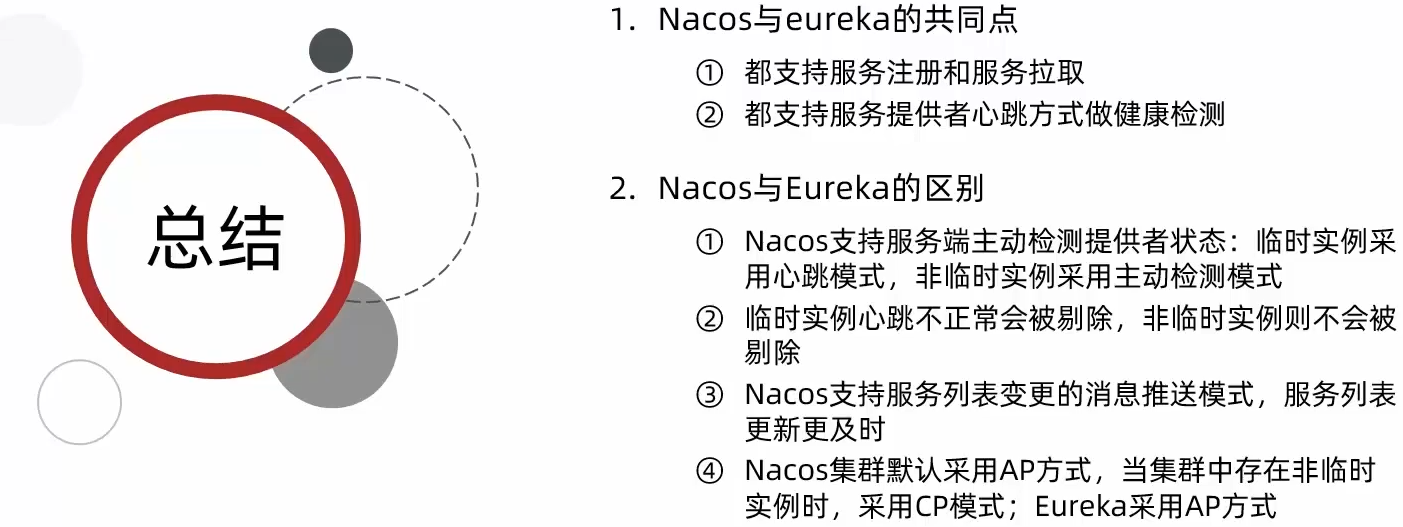 总结
1. Nacos与eureka的共同点
① 都支持服务注册和服务拉取
② 都支持服务提供者心跳方式做健康检测
2. Nacos与Eureka的区别
① Nacos支持服务端主动检测提供者状态：临时实例采
用心跳模式，非临时实例采用主动检测模式
② 临时实例心跳不正常会被剔除，非临时实例则不会被
剔除
③ Nacos支持服务列表变更的消息推送模式，服务列表
更新更及时
④ Nacos集群默认采用AP方式，当集群中存在非临时
实例时，采用CP模式；Eureka采用AP方式